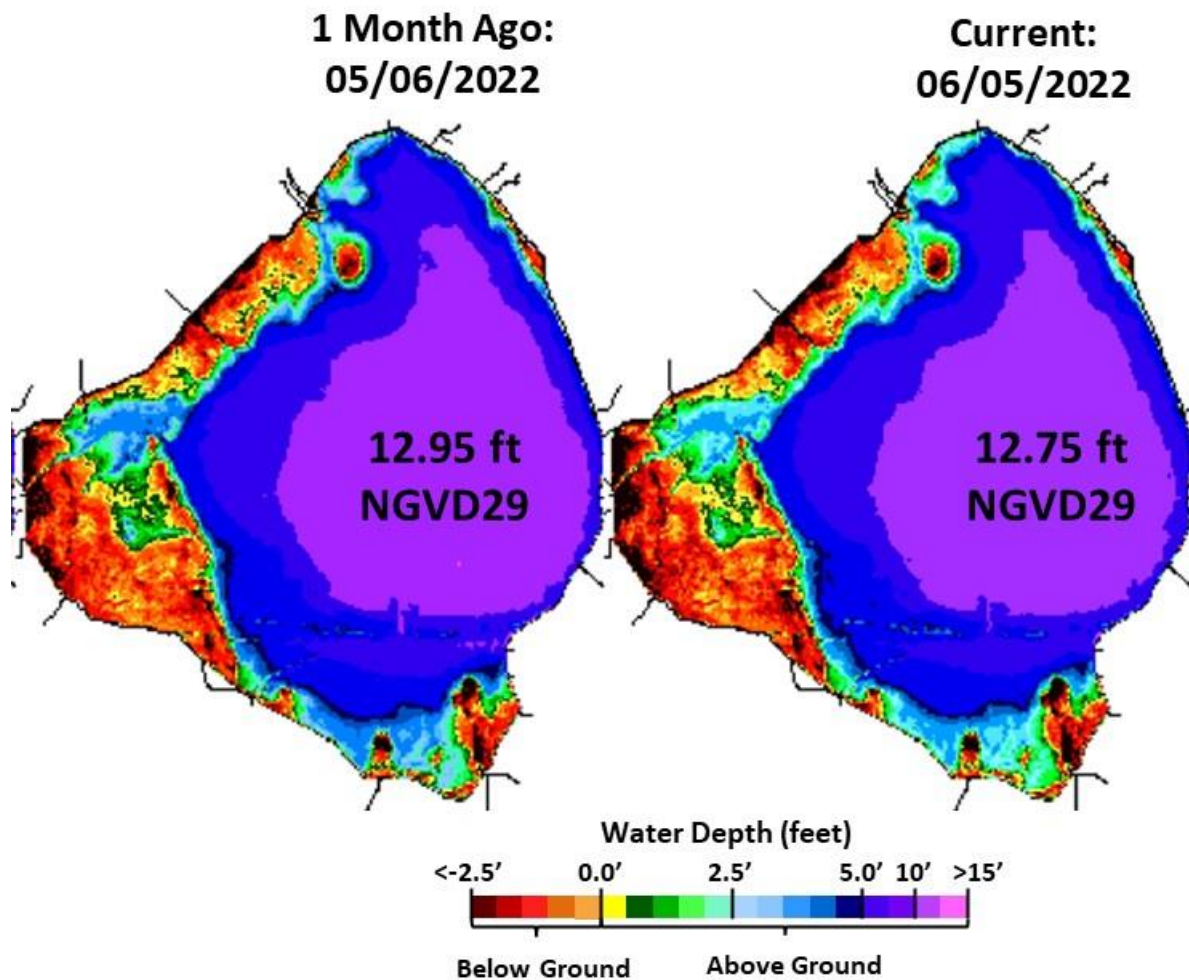 1 Month Ago:
05/06/2022
Current:
06/05/2022
12.95 ft
NGVD29
12.75 ft
NGVD29
Water Depth (feet)
<-2.5’ 0.0’ 2.5’ 5.0’ 10’ >15’
Below Ground Above Ground